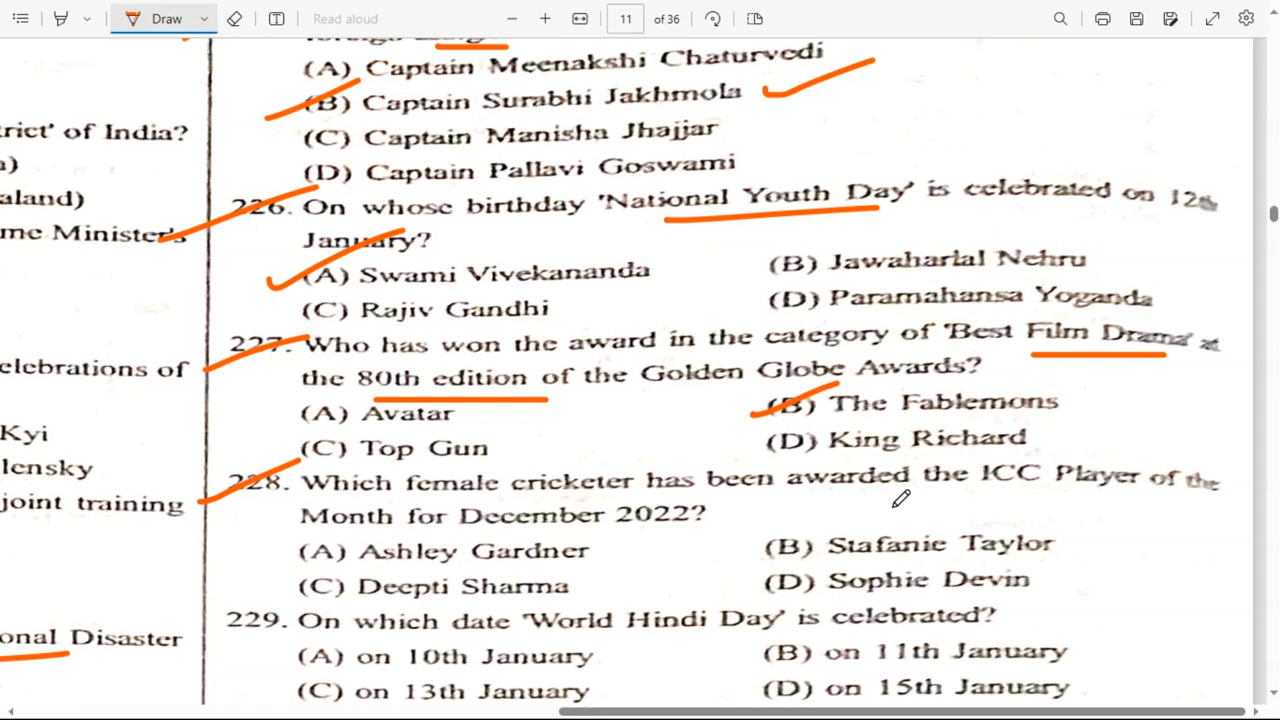 Draw
Read aloud
11 of 36
(A) Captain Meenakshi Chaturvedi
(B) Captain Surabhi Jakhmola
(C) Captain Manisha Jhajjar
(D) Captain Pallavi Goswami
226. On whose birthday 'National Youth Day' is celebrated on 12th
January?
(A) Swami Vivekananda
(B) Jawaharlal Nehru
(C) Rajiv Gandhi
(D) Paramahansa Yoganda
227. Who has won the award in the category of 'Best Film Drama' at
the 80th edition of the Golden Globe Awards?
(A) Avatar
(B) The Fablemons
(C) Top Gun
(D) King Richard
228. Which female cricketer has been awarded the ICC Player of the
Month for December 2022?
(A) Ashley Gardner
(B) Stafanie Taylor
(C) Deepti Sharma
(D) Sophie Devin
229. On which date 'World Hindi Day' is celebrated?
(A) on 10th January
(B) on 11th January
(C) on 13th January
(D) on 15th January
trict' of India?
a)
aland)
me Minister's
elebrations of
Kyi
lensky
joint training
onal Disaster